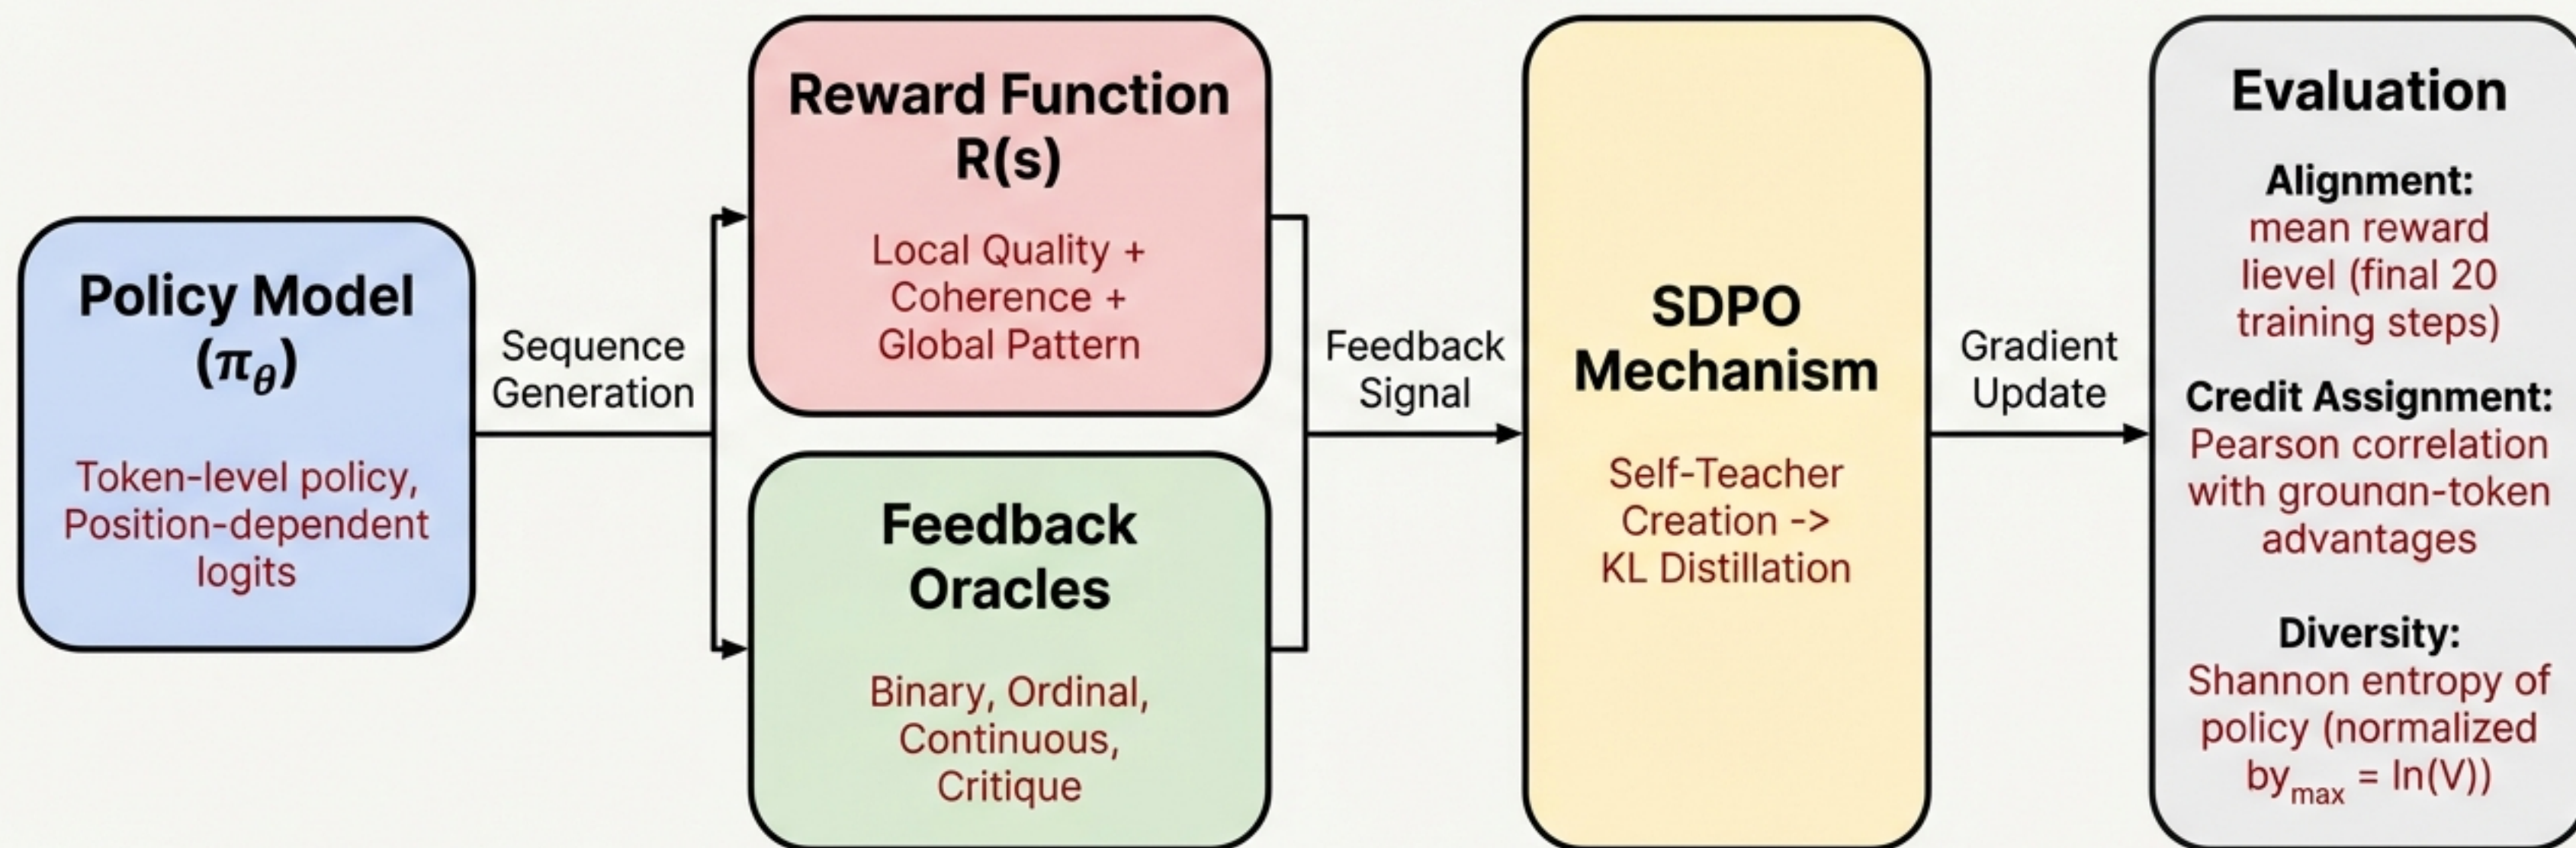 Policy Model
(π_θ)
Token-level policy,
Position-dependent
logits
Sequence
Generation
Reward Function
R(s)
Local Quality +
Coherence +
Global Pattern
Feedback
Oracles
Binary, Ordinal,
Continuous,
Critique
Feedback
Signal
SDPO
Mechanism
Self-Teacher
Creation ->
KL Distillation
Gradient
Update
Evaluation
Alignment:
mean reward
lievel (final 20
training steps)
Credit Assignment:
Pearson correlation
with grounɑn-token
advantages
Diversity:
Shannon entropy of
policy (normalized
by_max = ln(V))